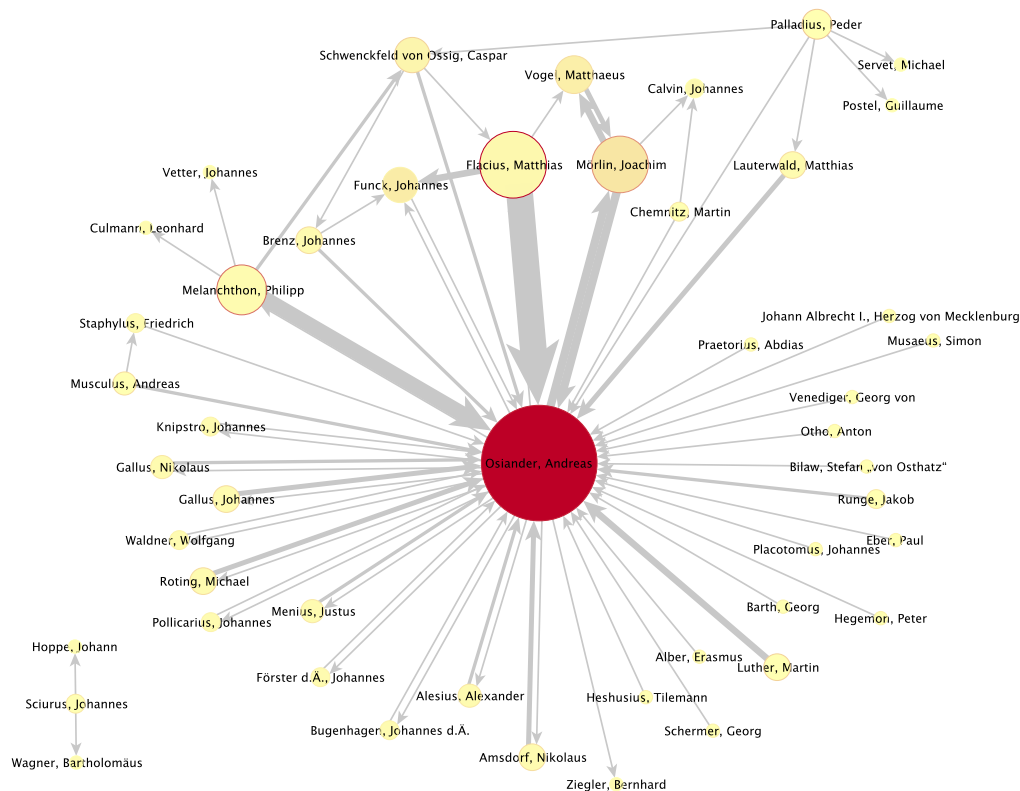 Palladius, Peder
Schwenckfeld von Ossig, Caspar
Servet, Michael
Vogel, Matthaeus
Calvin, Johannes
Postel, Guillaume
Flacius, Matthias
Mörlin, Joachim
Lauterwald, Matthias
Vetter, Johannes
Funck, Johannes
Chemnitz, Martin
Culmann, Leonhard
Brenz, Johannes
Melanchthon, Philipp
Johann Albrecht I., Herzog von Mecklenburg
Staphylus, Friedrich
Praetorius, Abdias
Musaeus, Simon
Musculus, Andreas
Venediger, Georg von
Knipstro, Johannes
Otho, Anton
Osiander, Andreas
Gallus, Nikolaus
Bilaw, Stefan „von Osthatz“
Gallus, Johannes
Runge, Jakob
Waldner, Wolfgang
Eber, Paul
Placotomus, Johannes
Roting, Michael
Menius, Justus
Barth, Georg
Pollicarius, Johannes
Hegemon, Peter
Hoppe, Johann
Alber, Erasmus
Luther, Martin
Förster d.Ä., Johannes
Alesius, Alexander
Heshusius, Tilemann
Sciurus, Johannes
Bugenhagen, Johannes d.Ä.
Schermer, Georg
Amsdorf, Nikolaus
Wagner, Bartholomäus
Ziegler, Bernhard